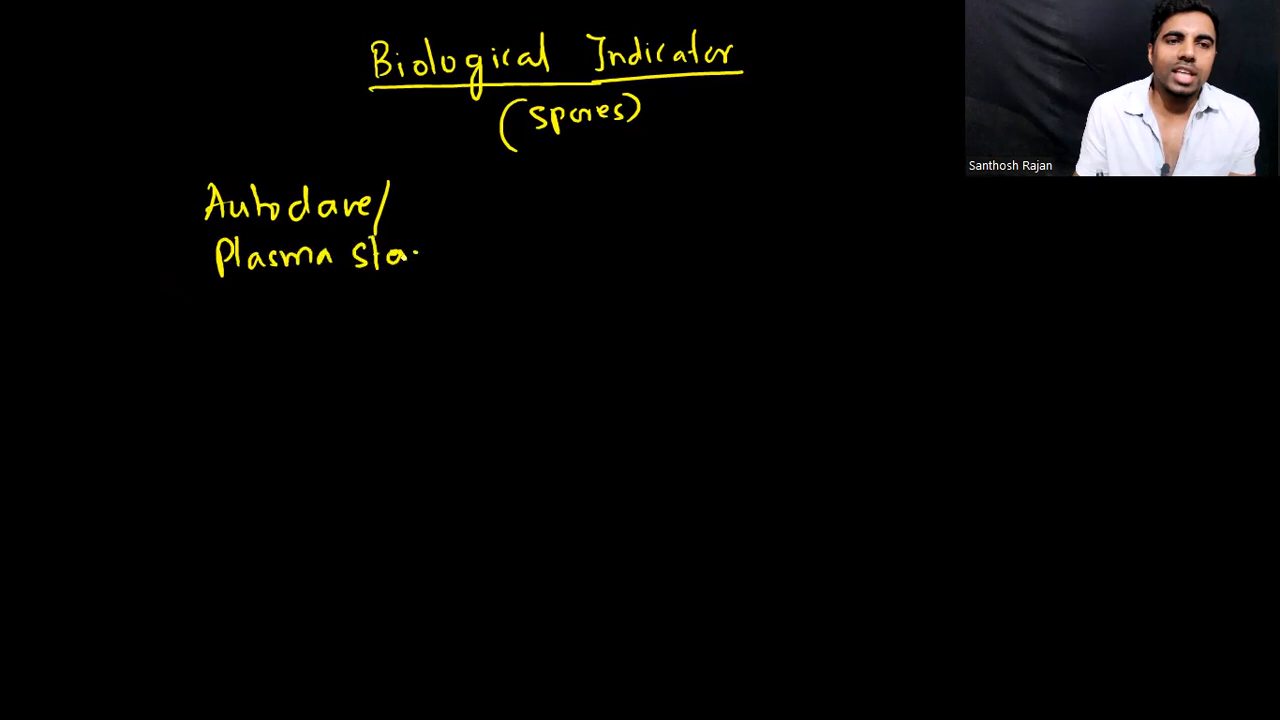 Biological Indicator
(spores)
Santhosh Rajan
Autoclave/
Plasma sta.